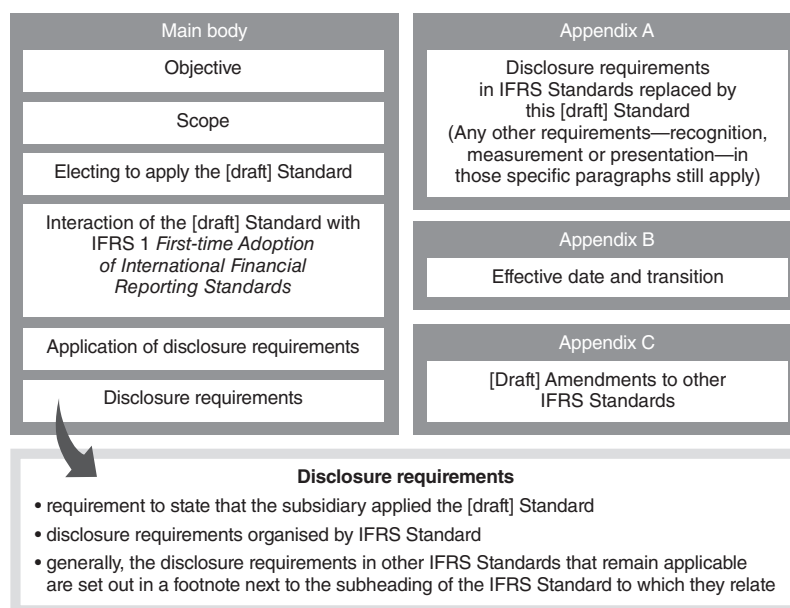 Main body
Objective
Scope
Electing to apply the [draft] Standard
Interaction of the [draft] Standard with
IFRS 1 First-time Adoption
of International Financial
Reporting Standards
Application of disclosure requirements
Disclosure requirements
Appendix A
Disclosure requirements
in IFRS Standards replaced by
this [draft] Standard
(Any other requirements—recognition,
measurement or presentation—in
those specific paragraphs still apply)
Appendix B
Effective date and transition
Appendix C
[Draft] Amendments to other
IFRS Standards
Disclosure requirements
• requirement to state that the subsidiary applied the [draft] Standard
• disclosure requirements organised by IFRS Standard
• generally, the disclosure requirements in other IFRS Standards that remain applicable
are set out in a footnote next to the subheading of the IFRS Standard to which they relate